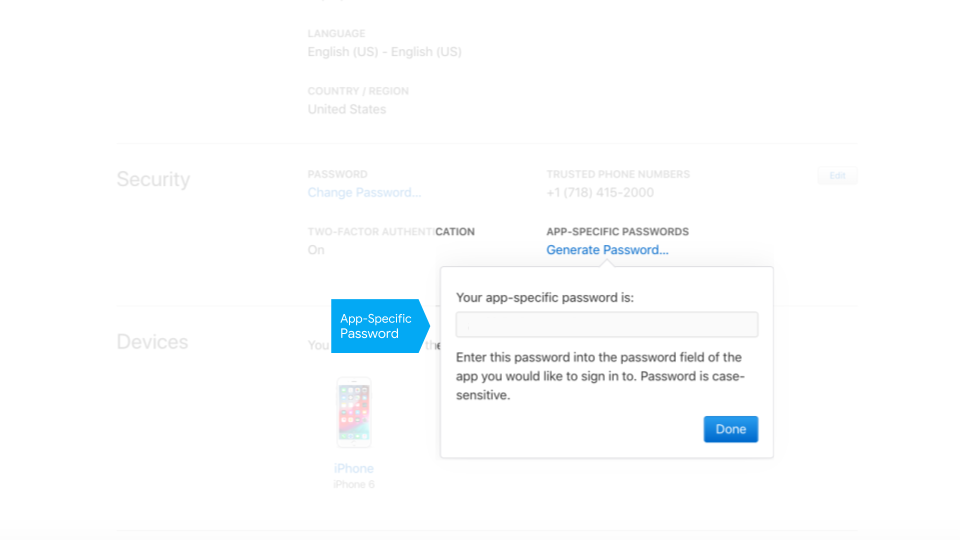 LANGUAGE
English (US) - English (US)
COUNTRY / REGION
United States
Security
PASSWORD
Change Password...
TRUSTED PHONE NUMBERS
+1 (718) 415-2000
Edit
TWO-FACTOR AUTHENTICATION
On
APP-SPECIFIC PASSWORDS
Generate Password...
Your app-specific password is:
Enter this password into the password field of the
app you would like to sign in to. Password is case-
sensitive.
Done
App-Specific
Password
Devices
You
iPhone
iPhone 6